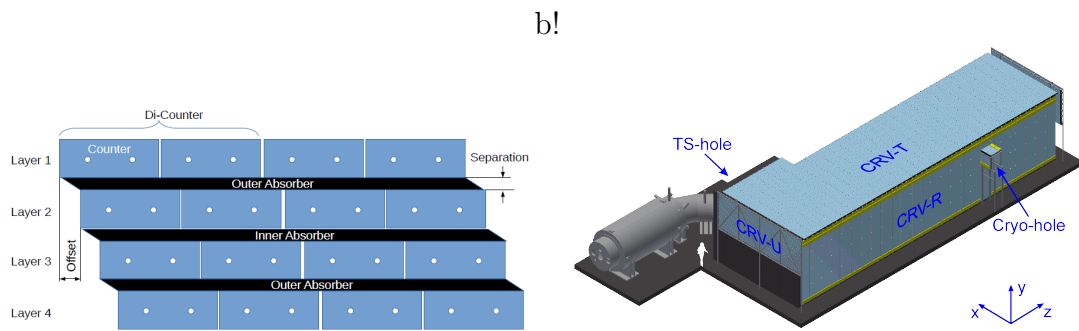 b!
Di-Counter
Layer 1
Counter
Separation
Outer Absorber
Layer 2
Inner Absorber
Offset
Layer 3
Outer Absorber
Layer 4
TS-hole
CRV-T
CRV-R
CRV-U
Cryo-hole
y
x
z